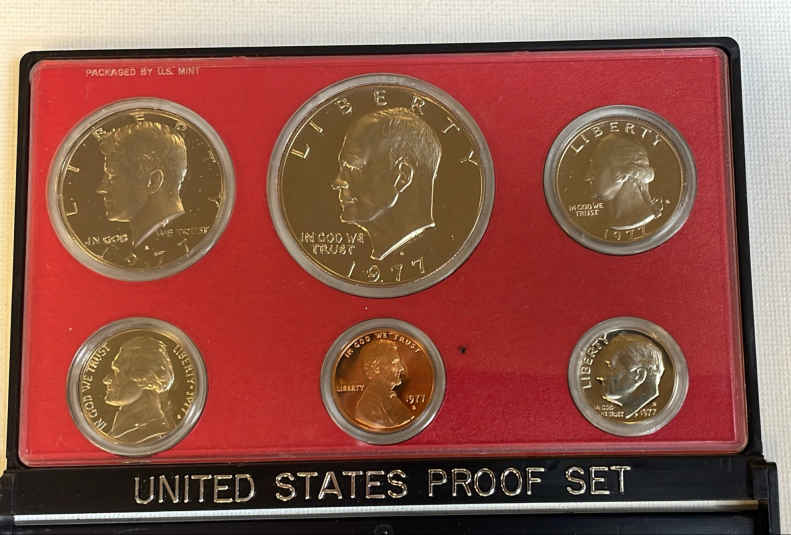 PACKAGED BY U.S. MINT
LIBERTY
IN GOD WE TRUST
1977
LIBERTY
IN GOD WE
TRUST
1977
LIBERTY
IN GOD WE
TRUST
1977
IN GOD WE TRUST
LIBERTY • 1977
IN GOD WE TRUST
LIBERTY
1977
S
LIBERTY
IN GOD
WE TRUST
1977
UNITED STATES PROOF SET